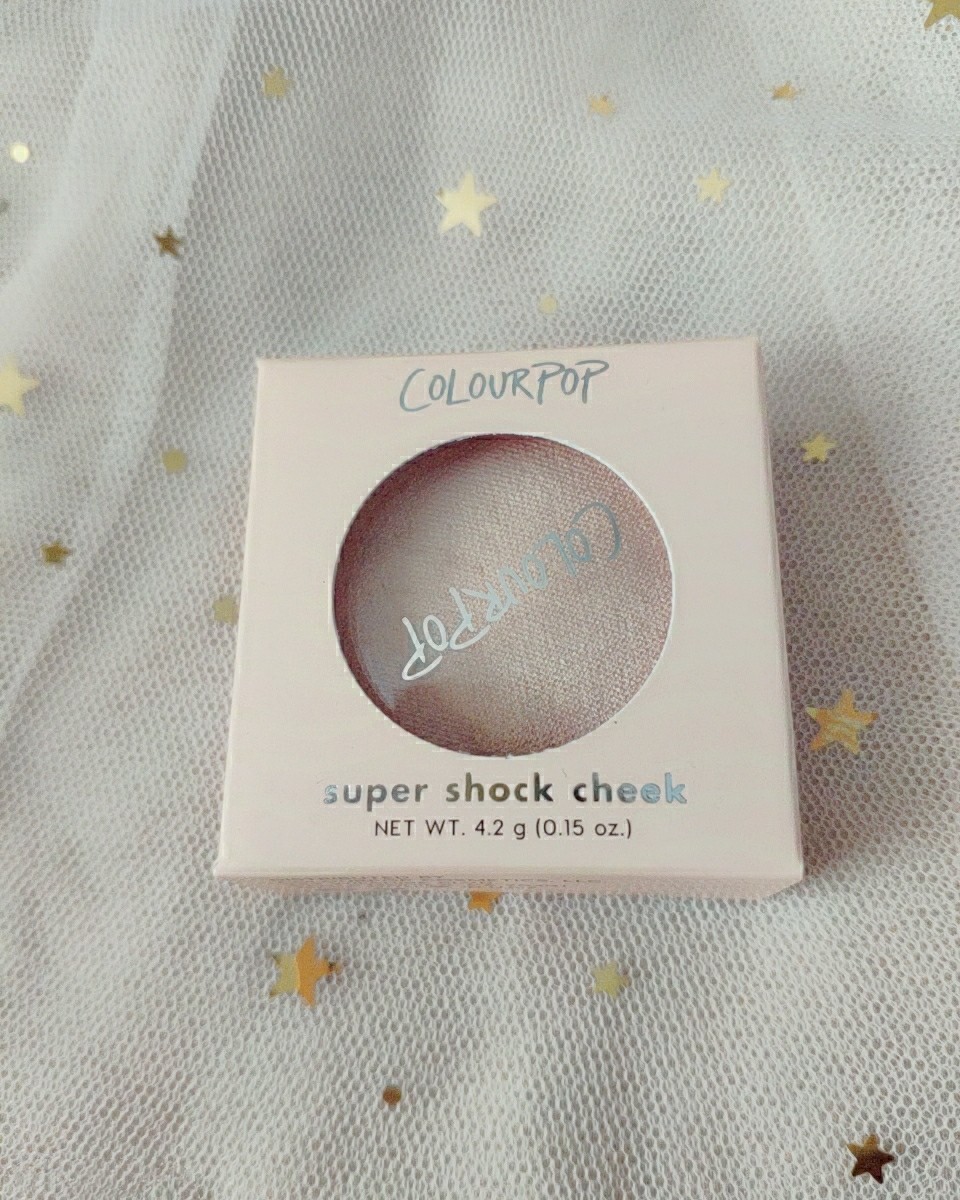 COLOURPOP
COLOURPOP
super shock cheek
NET WT. 4.2 g (0.15 oz.)